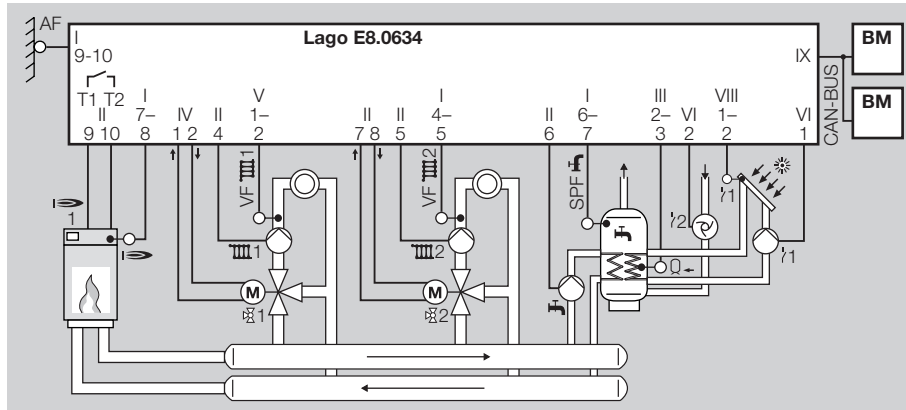 AF
Lago E8.0634
BM
I
9-10
IX
T1 T2
I
V
I
I
III
VIII
BM
II
7–
IV
II
1–
II
II
4–
II
6–
2–
VI
1–
VI
9 10
8
1 2
4
2
7 8
5
5
6
7
3
2
2
1
CAN-BUS
VF 1
VF 2
SPF
1
1
2
1
2
1
M
M
1
2